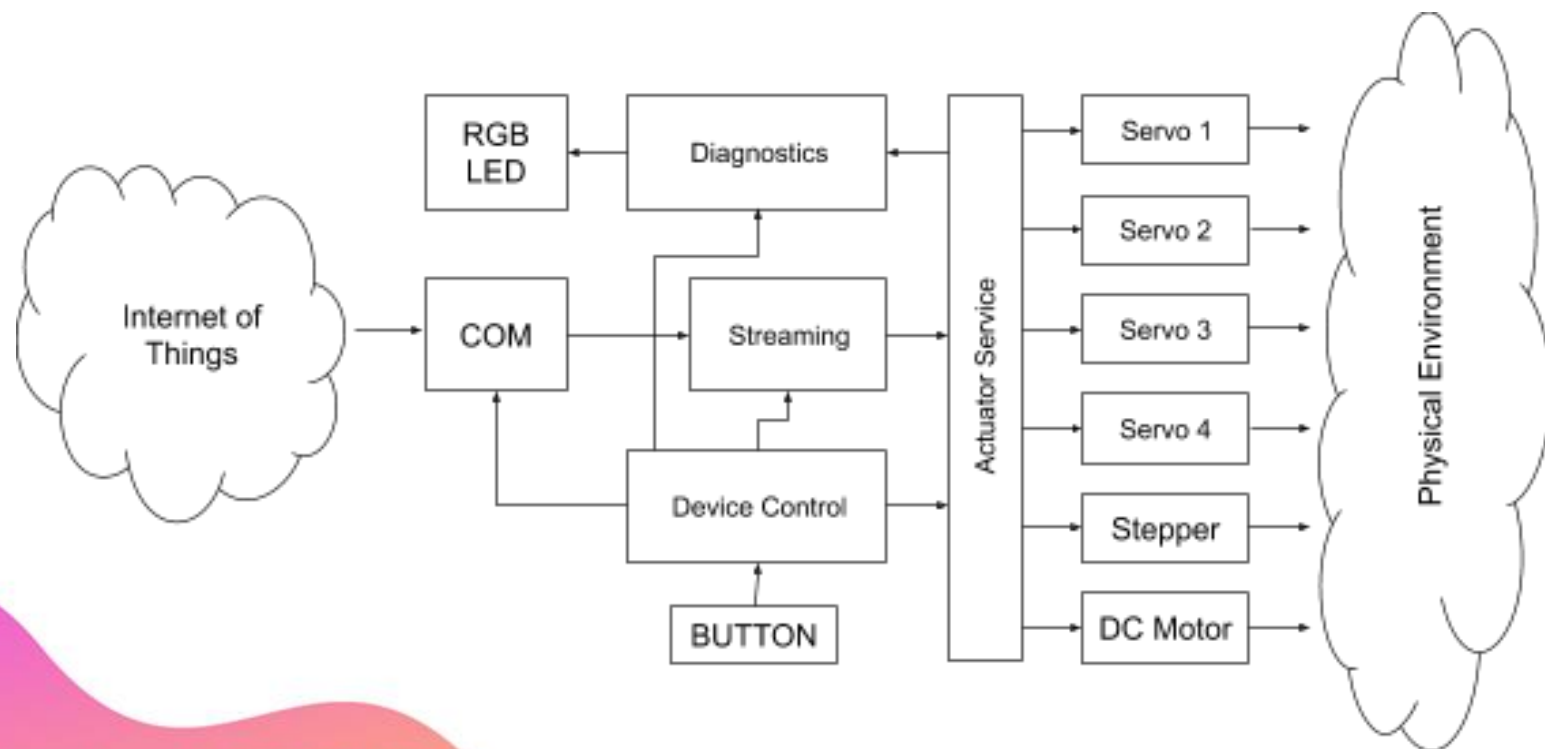 Internet of
Things
RGB
LED
Diagnostics
COM
Streaming
Device Control
BUTTON
Actuator Service
Servo 1
Servo 2
Servo 3
Servo 4
Stepper
DC Motor
Physical Environment